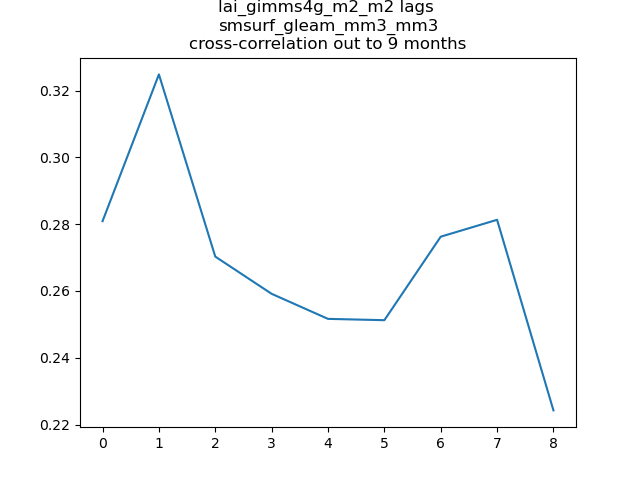 lai_gimms4g_m2_m2 lags
smsurf_gleam_mm3_mm3
cross-correlation out to 9 months
0.32
0.30
0.28
0.26
0.24
0.22
0 1 2 3 4 5 6 7 8